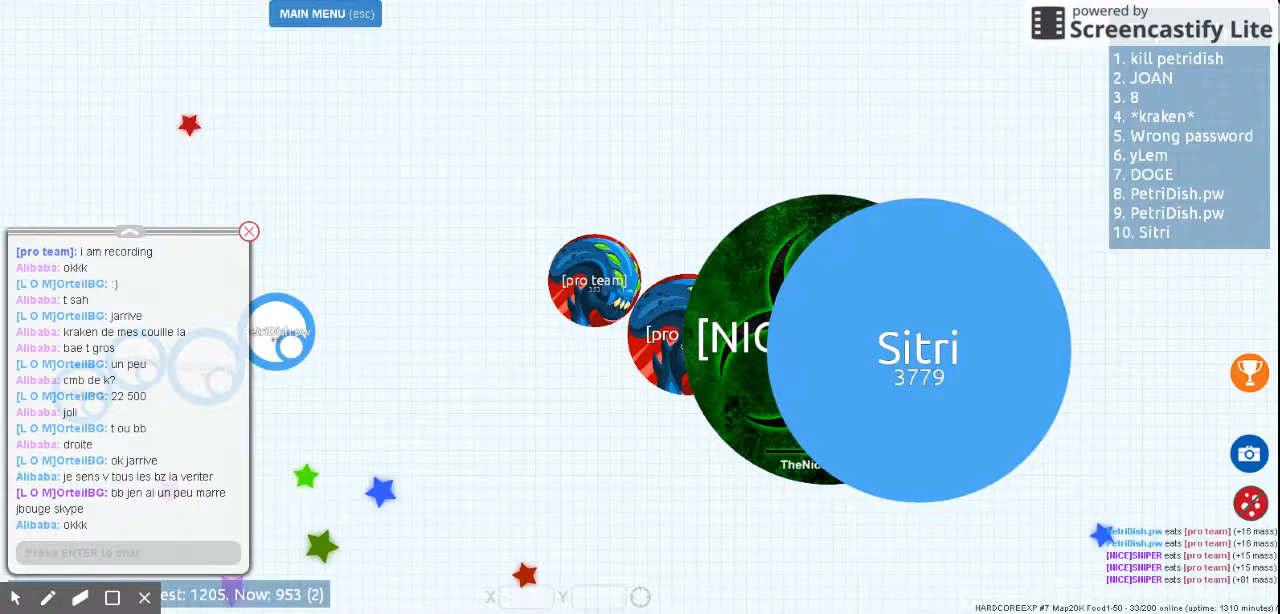 MAIN MENU (esc)
powered by
Screencastify Lite
1. kill petridish
2. JOAN
3. 8
4. *kraken*
5. Wrong password
6. yLem
7. DOGE
8. PetriDish.pw
9. PetriDish.pw
10. Sitri
[pro team]: i am recording
Alibaba: okkk
[L O M]OrteilBG: :)
Alibaba: t sah
[L O M]OrteilBG: jarrive
Alibaba: kraken de mes couille la
Alibaba: bae t gros
[L O M]OrteilBG: un peu
Alibaba: cmb de k?
[L O M]OrteilBG: 22 500
Alibaba: joli
[L O M]OrteilBG: t ou bb
Alibaba: droite
[L O M]OrteilBG: ok jarrive
Alibaba: je sens v tous les bz la veriter
[L O M]OrteilBG: bb jen ai un peu marre
jbouge skype
Alibaba: okkk
Press ENTER to chat
PetriDish.pw
[pro team]
[pro
[NIC
TheNic
Sitri
3779
est: 1205. Now: 953 (2)
X
Y
PetriDish.pw eats [pro team] (+16 mass)
PetriDish.pw eats [pro team] (+16 mass)
[NICE]SNIPER eats [pro team] (+15 mass)
[NICE]SNIPER eats [pro team] (+15 mass)
[NICE]SNIPER eats [pro team] (+81 mass)
HARDCOREEXP #7 Map20K Food1-50 - 33/200 online (uptime: 1310 minutes)